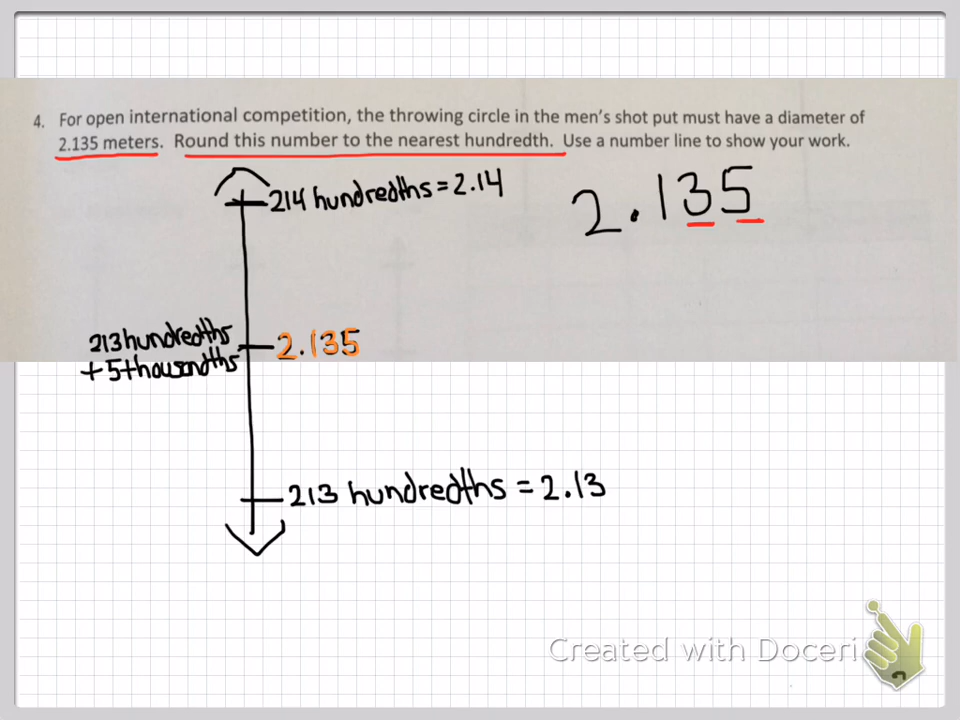 4. For open international competition, the throwing circle in the men's shot put must have a diameter of
2.135 meters. Round this number to the nearest hundredth. Use a number line to show your work.
214 hundredths = 2.14
2.135
213 hundredths
+ 5 thousandths
2.135
213 hundredths = 2.13
Created with Doceri